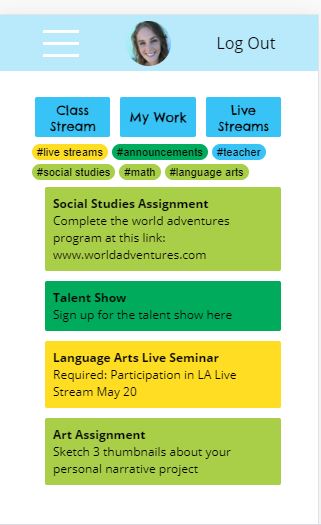 Log Out
Class
Stream
My Work
Live
Streams
#live streams
#announcements
#teacher
#social studies
#math
#language arts
Social Studies Assignment
Complete the world adventures
program at this link:
www.worldadventures.com
Talent Show
Sign up for the talent show here
Language Arts Live Seminar
Required: Participation in LA Live
Stream May 20
Art Assignment
Sketch 3 thumbnails about your
personal narrative project